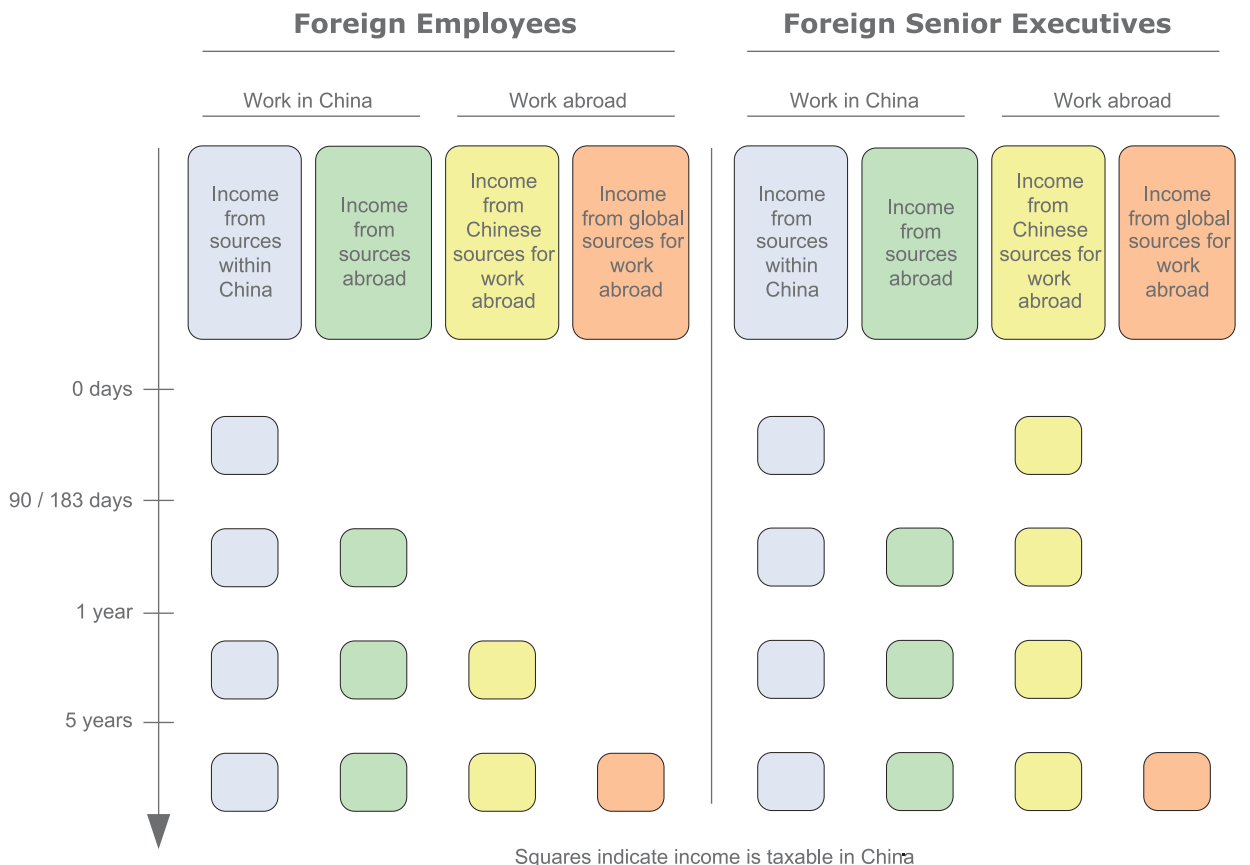 Foreign Employees
Foreign Senior Executives
Work in China
Work abroad
Work in China
Work abroad
Income
from
sources
within
China
Income
from
sources
abroad
Income
from
Chinese
sources for
work
abroad
Income
from global
sources for
work
abroad
Income
from
sources
within
China
Income
from
sources
abroad
Income
from
Chinese
sources for
work
abroad
Income
from global
sources for
work
abroad
0 days
90 / 183 days
1 year
5 years
Squares indicate income is taxable in China